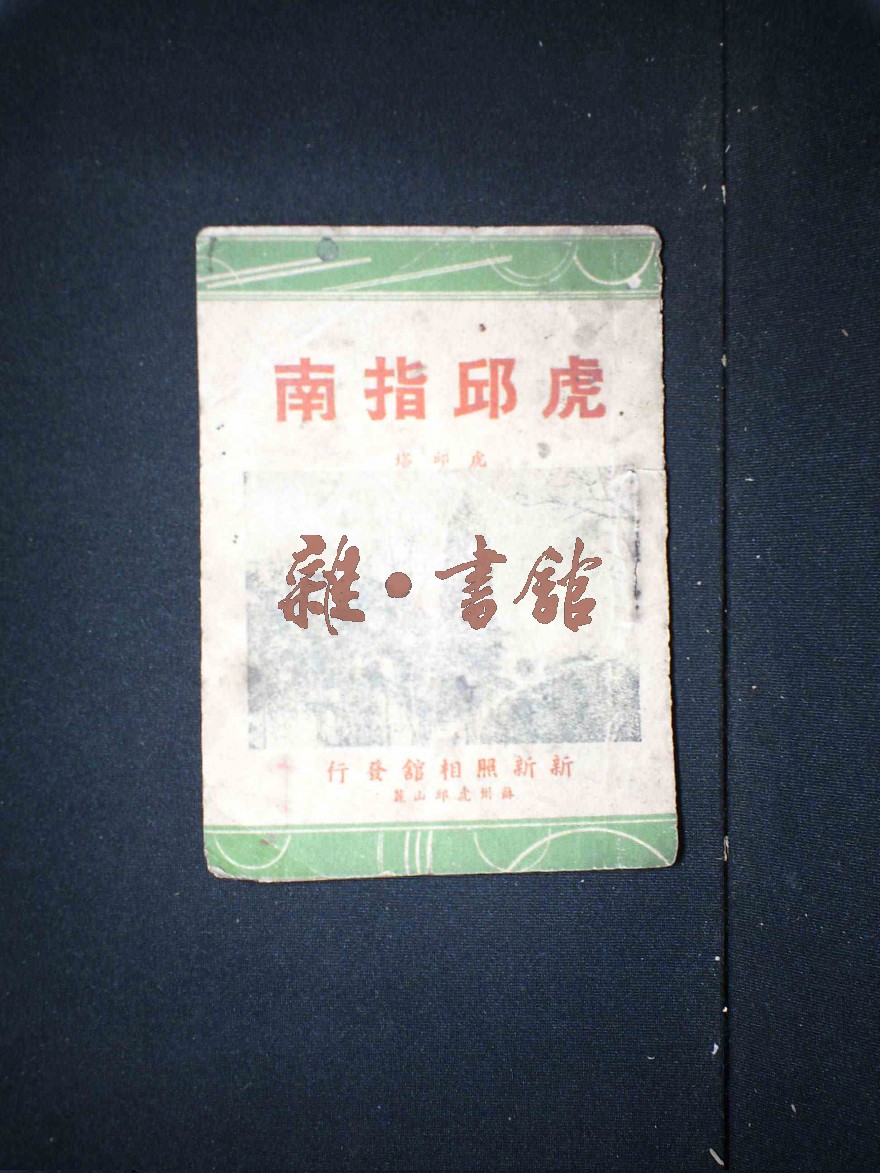 虎邱指南
虎邱塔
雜·書館
新新照相館發行
蘇州虎邱山麓